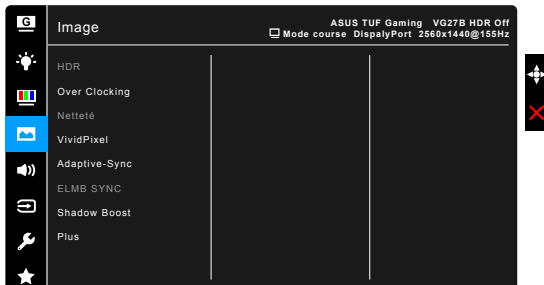 G
Image
ASUS TUF Gaming VG27B HDR Off
Mode course DispalyPort 2560x1440@155Hz
HDR
Over Clocking
Netteté
VividPixel
Adaptive-Sync
ELMB SYNC
Shadow Boost
Plus